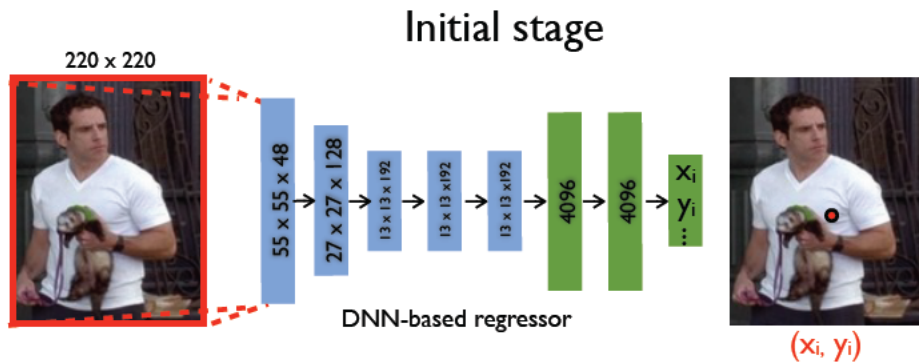 Initial stage
220 x 220
55 x 55 x 48
27 x 27 x 128
13 x 13 x 192
13 x 13 x 192
13 x 13 x192
4096
4096
xi
yi
...
DNN-based regressor
(xi, yi)